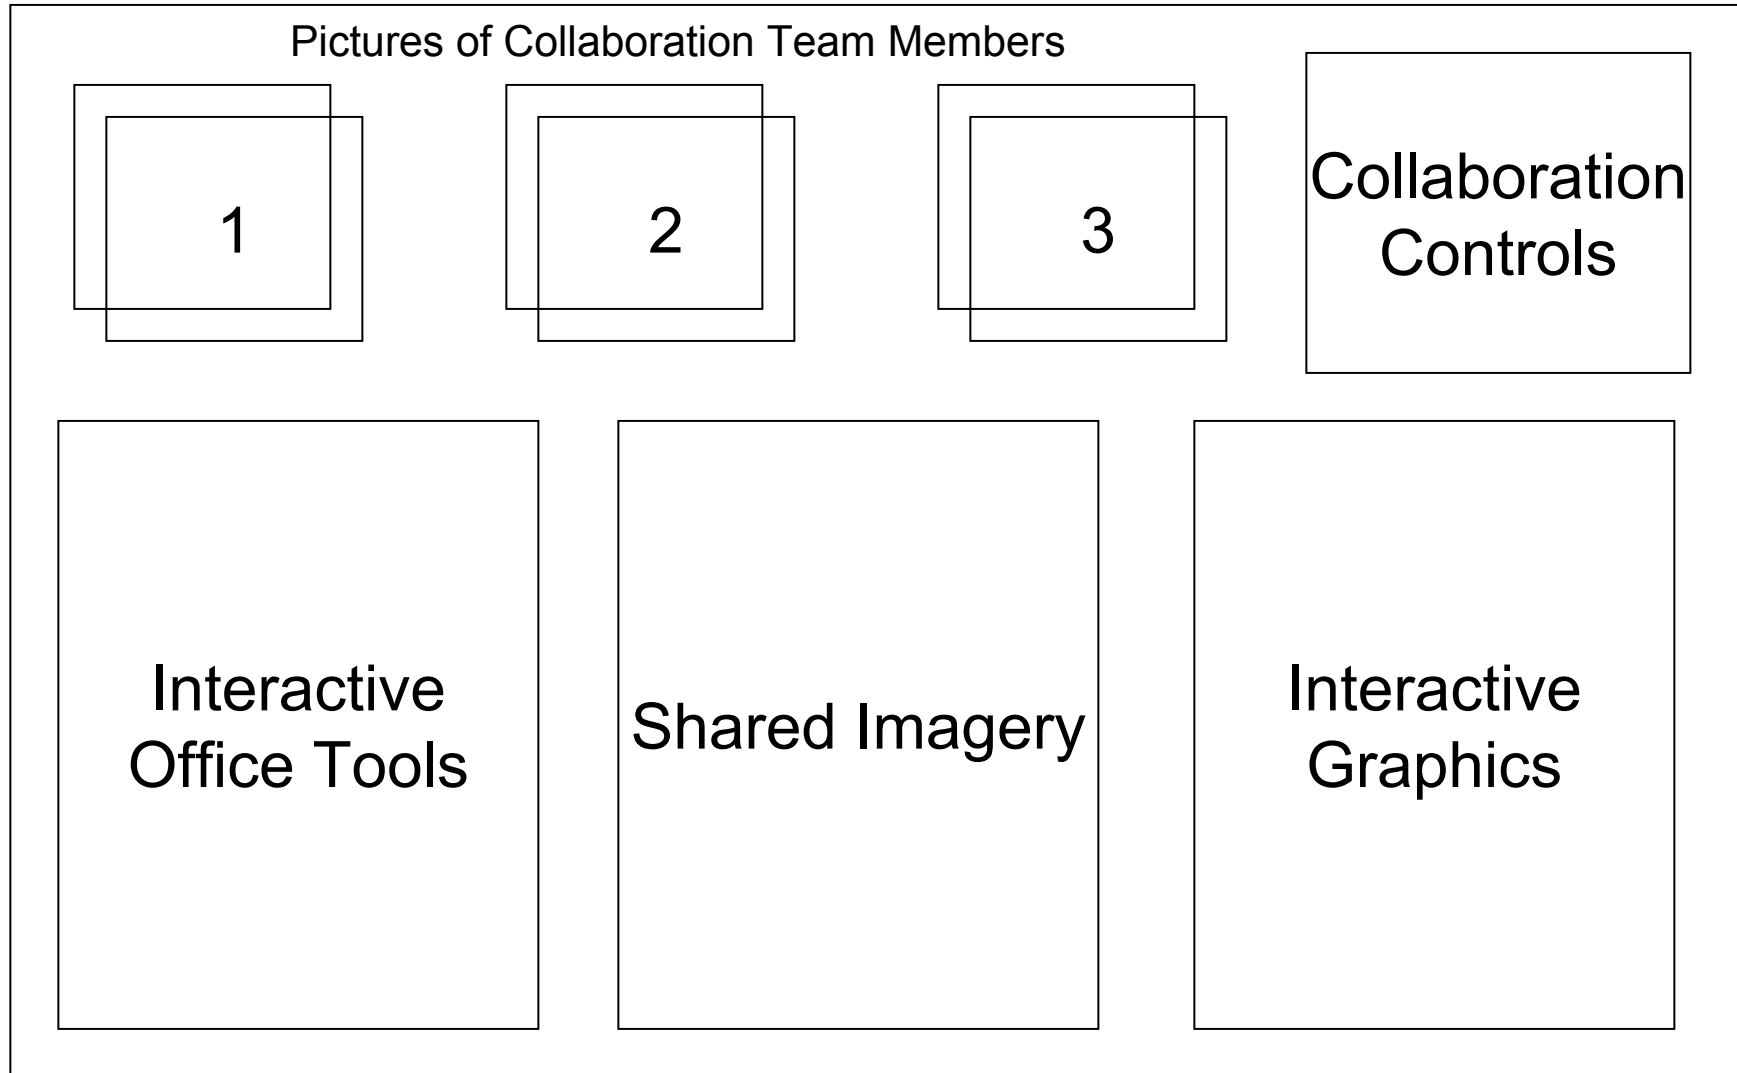 Pictures of Collaboration Team Members
1
2
3
Collaboration
Controls
Interactive
Office Tools
Shared Imagery
Interactive
Graphics